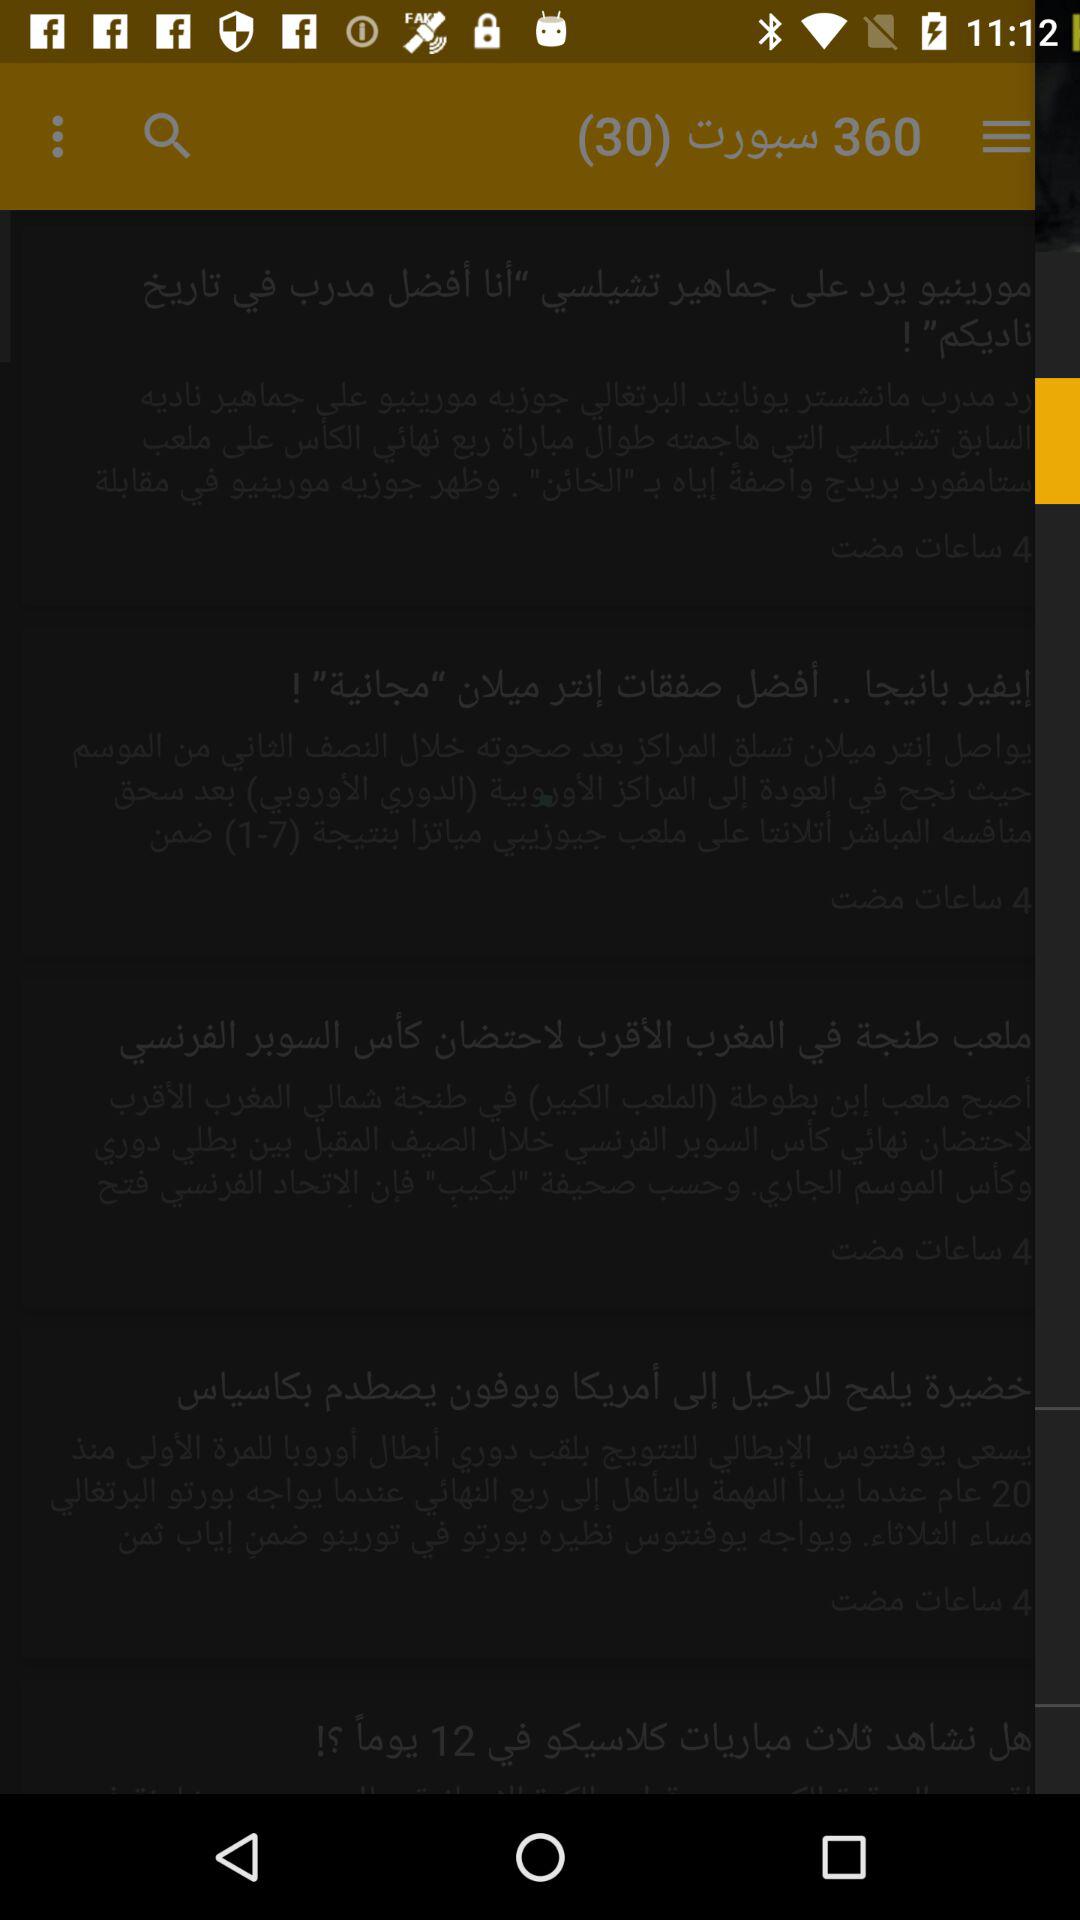 FAKE
11:12
360 سبورت (30)
مورينيو يرد على جماهير تشيلسي “أنا أفضل مدرب في تاريخ
ناديكم” !
رد مدرب مانشستر يونايتد البرتغالي جوزيه مورينيو على جماهير ناديه
السابق تشيلسي التي هاجمته طوال مباراة ربع نهائي الكأس على ملعب
ستامفورد بريدج واصفةً إياه بـ "الخائن" . وظهر جوزيه مورينيو في مقابلة
4 ساعات مضت
إيفير بانيجا .. أفضل صفقات إنتر ميلان “مجانية” !
يواصل إنتر ميلان تسلق المراكز بعد صحوته خلال النصف الثاني من الموسم
حيث نجح في العودة إلى المراكز الأوروبية (الدوري الأوروبي) بعد سحق
منافسه المباشر أتلانتا على ملعب جيوزيبي مياتزا بنتيجة (7-1) ضمن
4 ساعات مضت
ملعب طنجة في المغرب الأقرب لاحتضان كأس السوبر الفرنسي
أصبح ملعب إبن بطوطة (الملعب الكبير) في طنجة شمالي المغرب الأقرب
لاحتضان نهائي كأس السوبر الفرنسي خلال الصيف المقبل بين بطلي دوري
وكأس الموسم الجاري. وحسب صحيفة "ليكيب" فإن الاتحاد الفرنسي فتح
4 ساعات مضت
خضيرة يلمح للرحيل إلى أمريكا وبوفون يصطدم بكاسياس
يسعى يوفنتوس الإيطالي للتتويج بلقب دوري أبطال أوروبا للمرة الأولى منذ
20 عام عندما يبدأ المهمة بالتأهل إلى ربع النهائي عندما يواجه بورتو البرتغالي
مساء الثلاثاء. ويواجه يوفنتوس نظيره بورتو في تورينو ضمن إياب ثمن
4 ساعات مضت
هل نشاهد ثلاث مباريات كلاسيكو في 12 يوماً ؟!